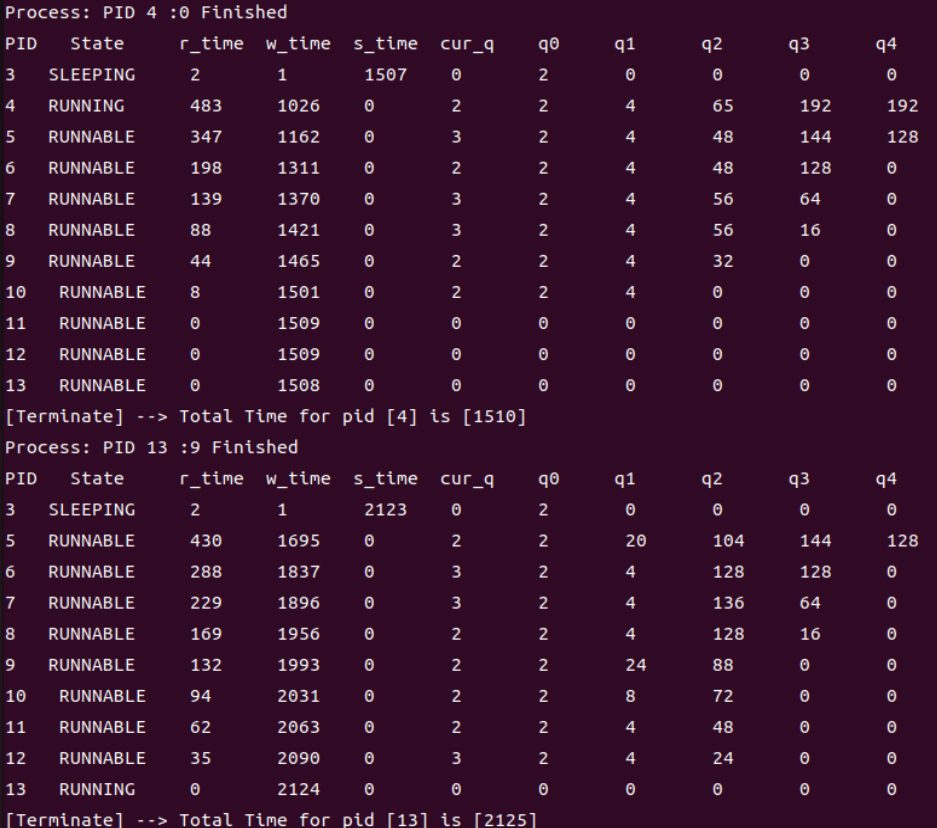 Process: PID 4 :0 Finished
PID State r_time w_time s_time cur_q q0 q1 q2 q3 q4
3 SLEEPING 2 1 1507 0 2 0 0 0 0
4 RUNNING 483 1026 0 2 2 4 65 192 192
5 RUNNABLE 347 1162 0 3 2 4 48 144 128
6 RUNNABLE 198 1311 0 2 2 4 48 128 0
7 RUNNABLE 139 1370 0 3 2 4 56 64 0
8 RUNNABLE 88 1421 0 3 2 4 56 16 0
9 RUNNABLE 44 1465 0 2 2 4 32 0 0
10 RUNNABLE 8 1501 0 2 2 4 0 0 0
11 RUNNABLE 0 1509 0 0 0 0 0 0 0
12 RUNNABLE 0 1509 0 0 0 0 0 0 0
13 RUNNABLE 0 1508 0 0 0 0 0 0 0
[Terminate] --> Total Time for pid [4] is [1510]
Process: PID 13 :9 Finished
PID State r_time w_time s_time cur_q q0 q1 q2 q3 q4
3 SLEEPING 2 1 2123 0 2 0 0 0 0
5 RUNNABLE 430 1695 0 2 2 20 104 144 128
6 RUNNABLE 288 1837 0 3 2 4 128 128 0
7 RUNNABLE 229 1896 0 3 2 4 136 64 0
8 RUNNABLE 169 1956 0 2 2 4 128 16 0
9 RUNNABLE 132 1993 0 2 2 24 88 0 0
10 RUNNABLE 94 2031 0 2 2 8 72 0 0
11 RUNNABLE 62 2063 0 2 2 4 48 0 0
12 RUNNABLE 35 2090 0 3 2 4 24 0 0
13 RUNNING 0 2124 0 0 0 0 0 0 0
[Terminate] --> Total Time for pid [13] is [2125]